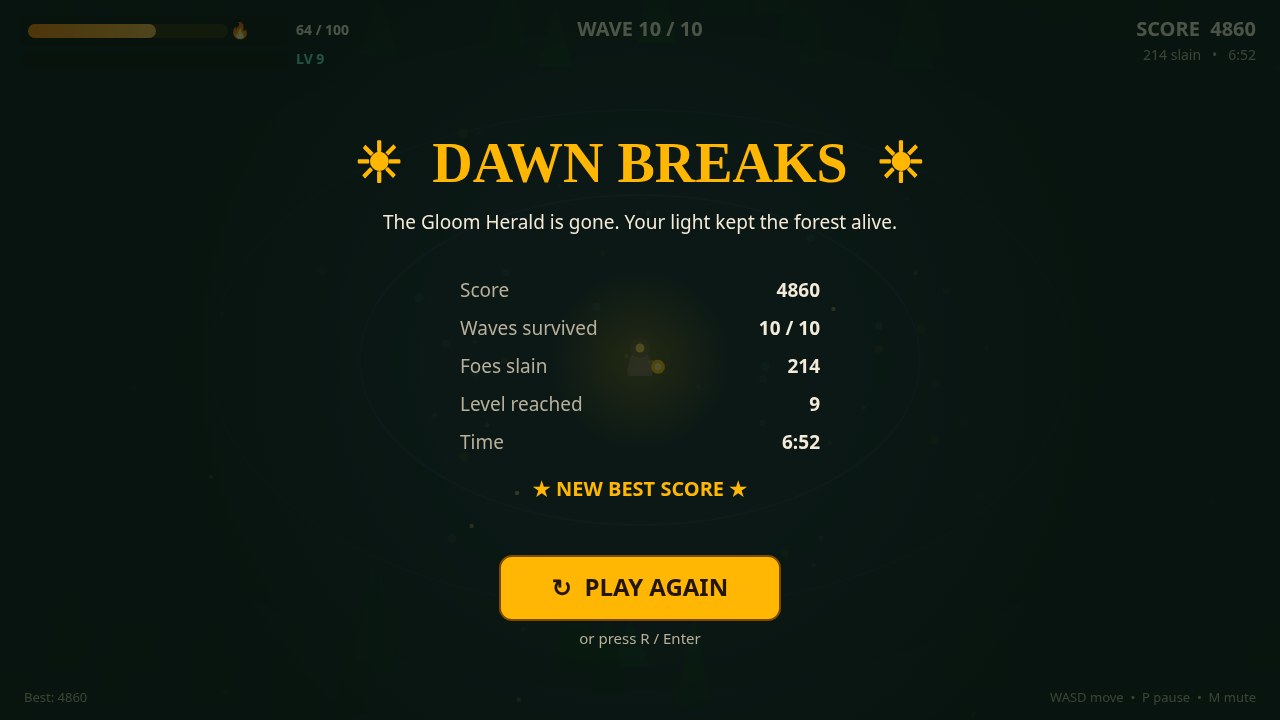 64 / 100
LV 9
WAVE 10 / 10
SCORE 4860
214 slain • 6:52
☀ DAWN BREAKS ☀
The Gloom Herald is gone. Your light kept the forest alive.
Score 4860
Waves survived 10 / 10
Foes slain 214
Level reached 9
Time 6:52
★ NEW BEST SCORE ★
↻ PLAY AGAIN
or press R / Enter
Best: 4860
WASD move • P pause • M mute